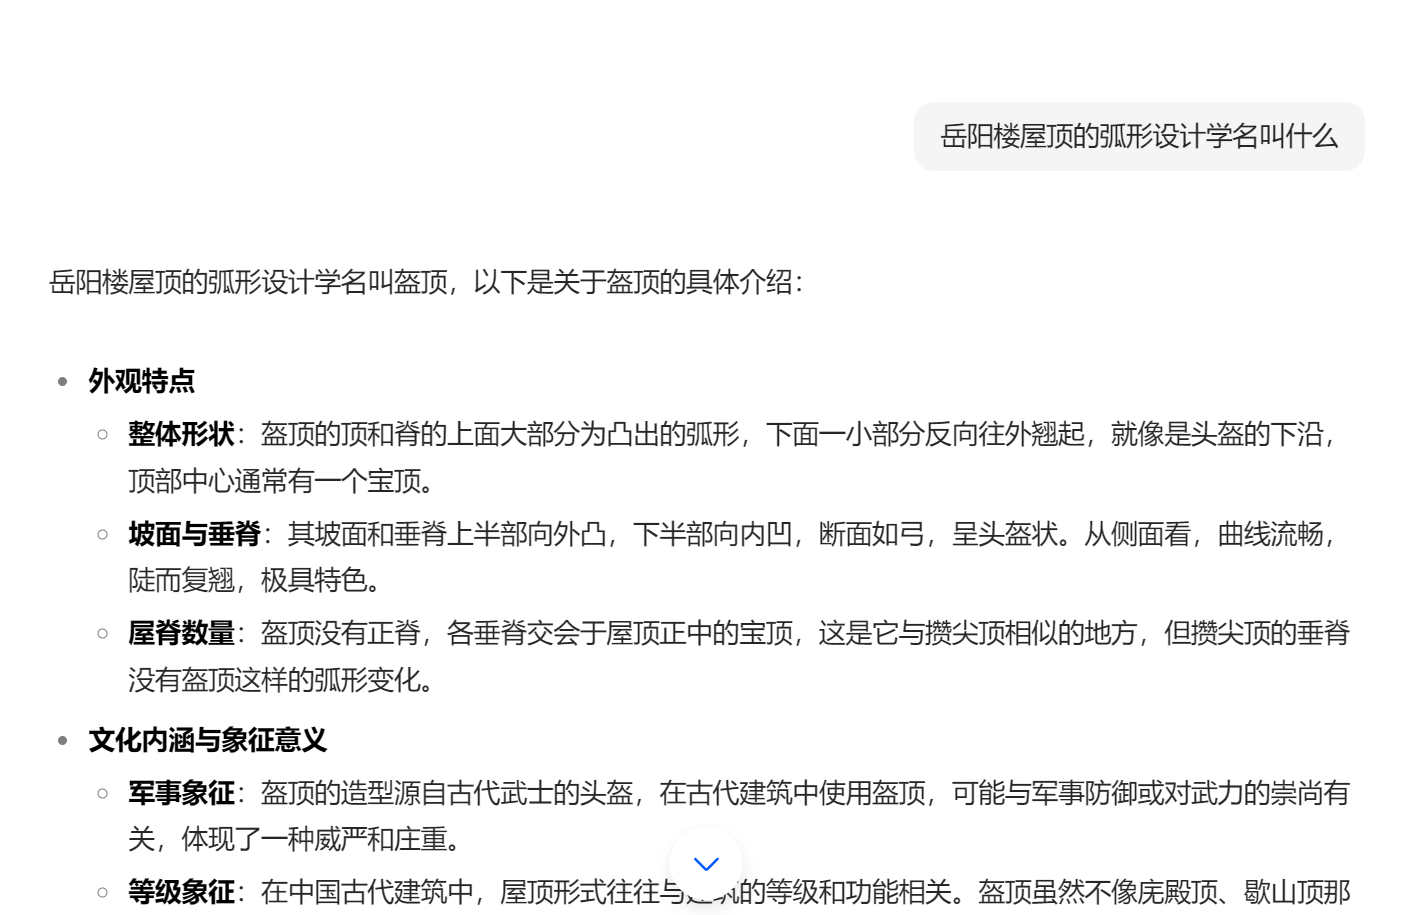 岳阳楼屋顶的弧形设计学名叫什么
岳阳楼屋顶的弧形设计学名叫盔顶，以下是关于盔顶的具体介绍：
外观特点
整体形状：盔顶的顶和脊的上面大部分为凸出的弧形，下面一小部分反向往外翘起，就像是头盔的下沿，
顶部中心通常有一个宝顶。
坡面与垂脊：其坡面和垂脊上半部向外凸，下半部向内凹，断面如弓，呈头盔状。从侧面看，曲线流畅，
陡而复翘，极具特色。
屋脊数量：盔顶没有正脊，各垂脊交会于屋顶正中的宝顶，这是它与攒尖顶相似的地方，但攒尖顶的垂脊
没有盔顶这样的弧形变化。
文化内涵与象征意义
军事象征：盔顶的造型源自古代武士的头盔，在古代建筑中使用盔顶，可能与军事防御或对武力的崇尚有
关，体现了一种威严和庄重。
等级象征：在中国古代建筑中，屋顶形式往往与建筑的等级和功能相关。盔顶虽然不像庑殿顶、歇山顶那